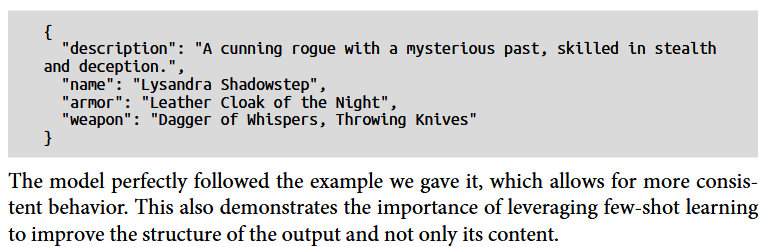 {
"description": "A cunning rogue with a mysterious past, skilled in stealth
and deception.",
"name": "Lysandra Shadowstep",
"armor": "Leather Cloak of the Night",
"weapon": "Dagger of Whispers, Throwing Knives"
}
The model perfectly followed the example we gave it, which allows for more consis-
tent behavior. This also demonstrates the importance of leveraging few-shot learning
to improve the structure of the output and not only its content.